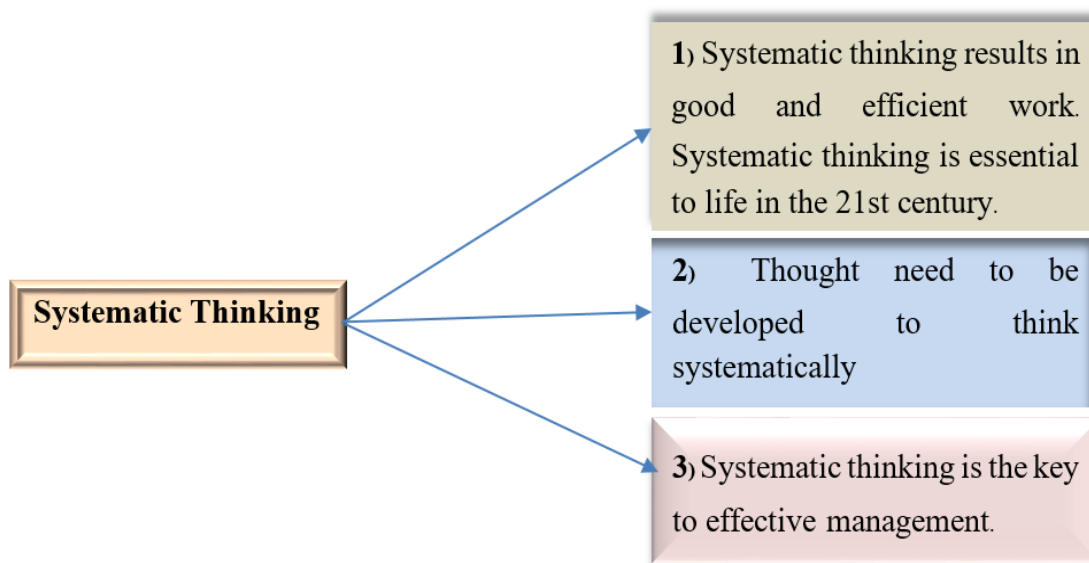 Systematic Thinking
1) Systematic thinking results in
good and efficient work.
Systematic thinking is essential
to life in the 21st century.
2) Thought need to be
developed to think
systematically
3) Systematic thinking is the key
to effective management.